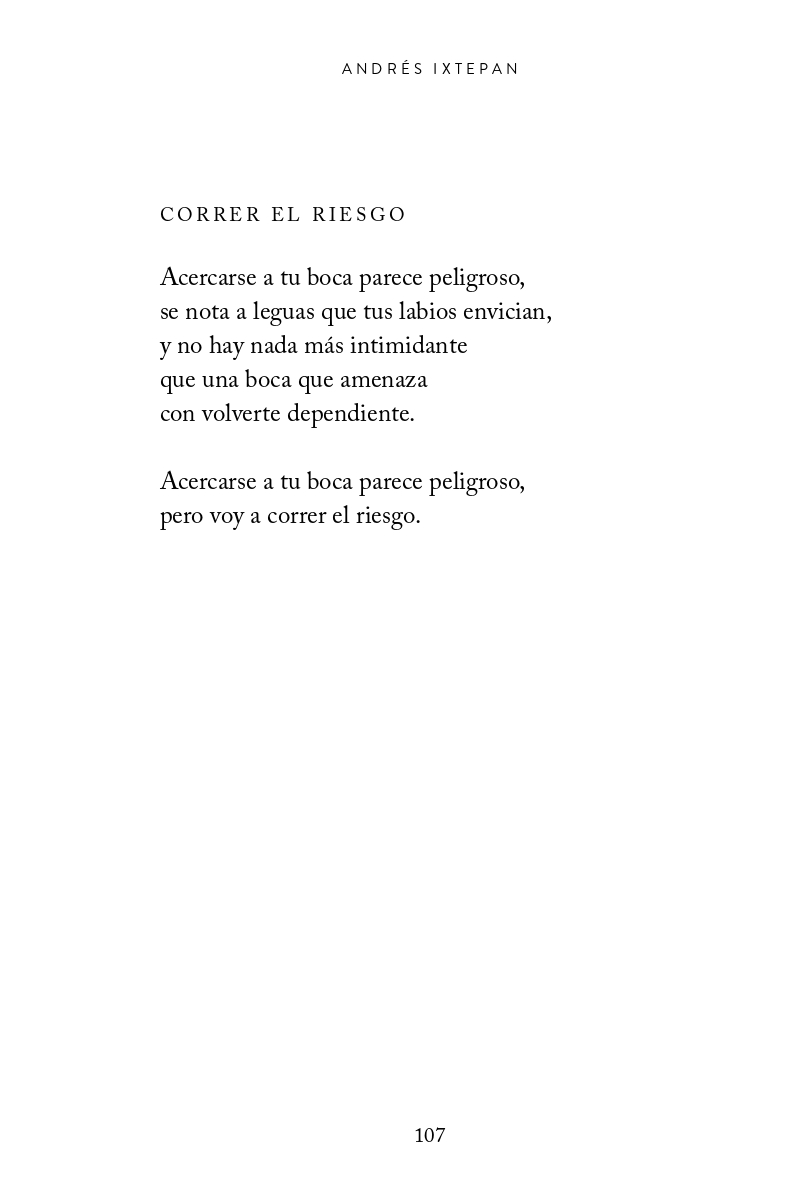 ANDRÉS IXTEPAN
CORRER EL RIESGO
Acercarse a tu boca parece peligroso,
se nota a leguas que tus labios envician,
y no hay nada más intimidante
que una boca que amenaza
con volverte dependiente.
Acercarse a tu boca parece peligroso,
pero voy a correr el riesgo.
107